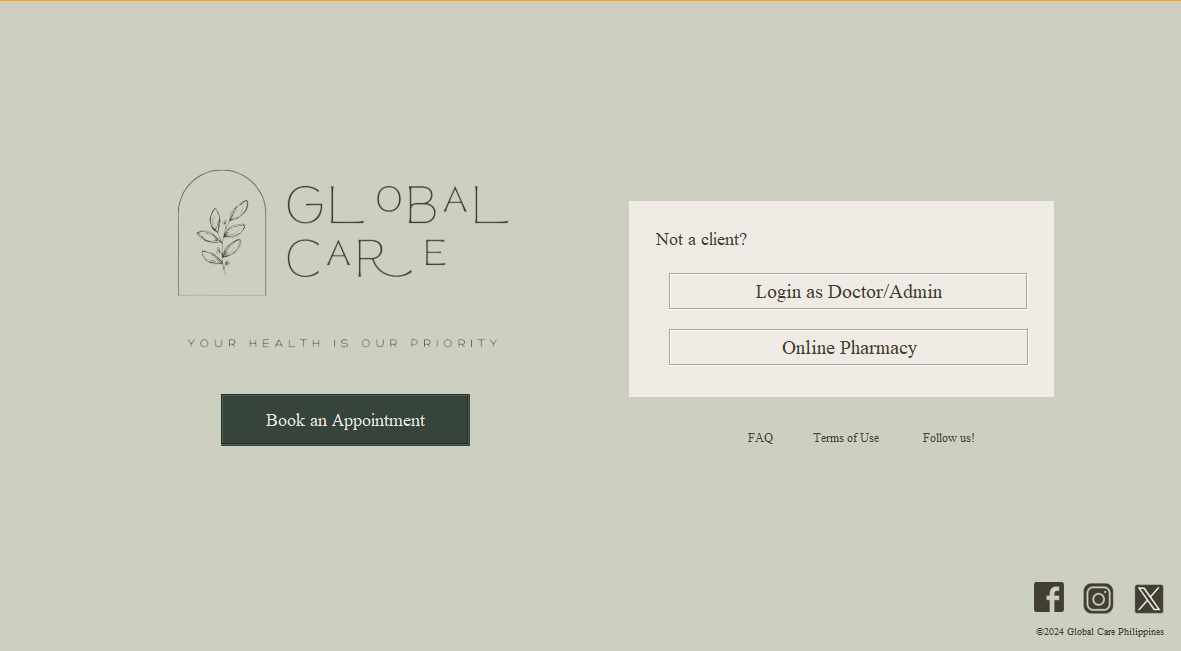 GLOBAL
CARE
YOUR HEALTH IS OUR PRIORITY
Book an Appointment
Not a client?
Login as Doctor/Admin
Online Pharmacy
FAQ Terms of Use Follow us!
©2024 Global Care Philippines